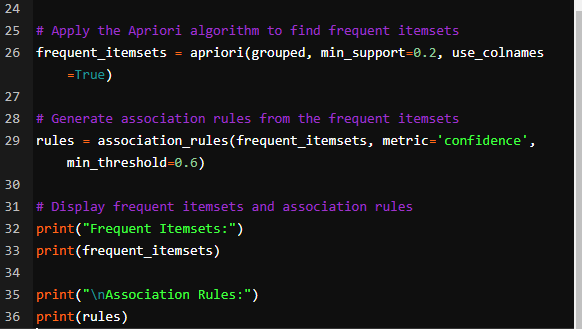 24
25 # Apply the Apriori algorithm to find frequent itemsets
26 frequent_itemsets = apriori(grouped, min_support=0.2, use_colnames
=True)
27
28 # Generate association rules from the frequent itemsets
29 rules = association_rules(frequent_itemsets, metric='confidence',
min_threshold=0.6)
30
31 # Display frequent itemsets and association rules
32 print("Frequent Itemsets:")
33 print(frequent_itemsets)
34
35 print("\nAssociation Rules:")
36 print(rules)